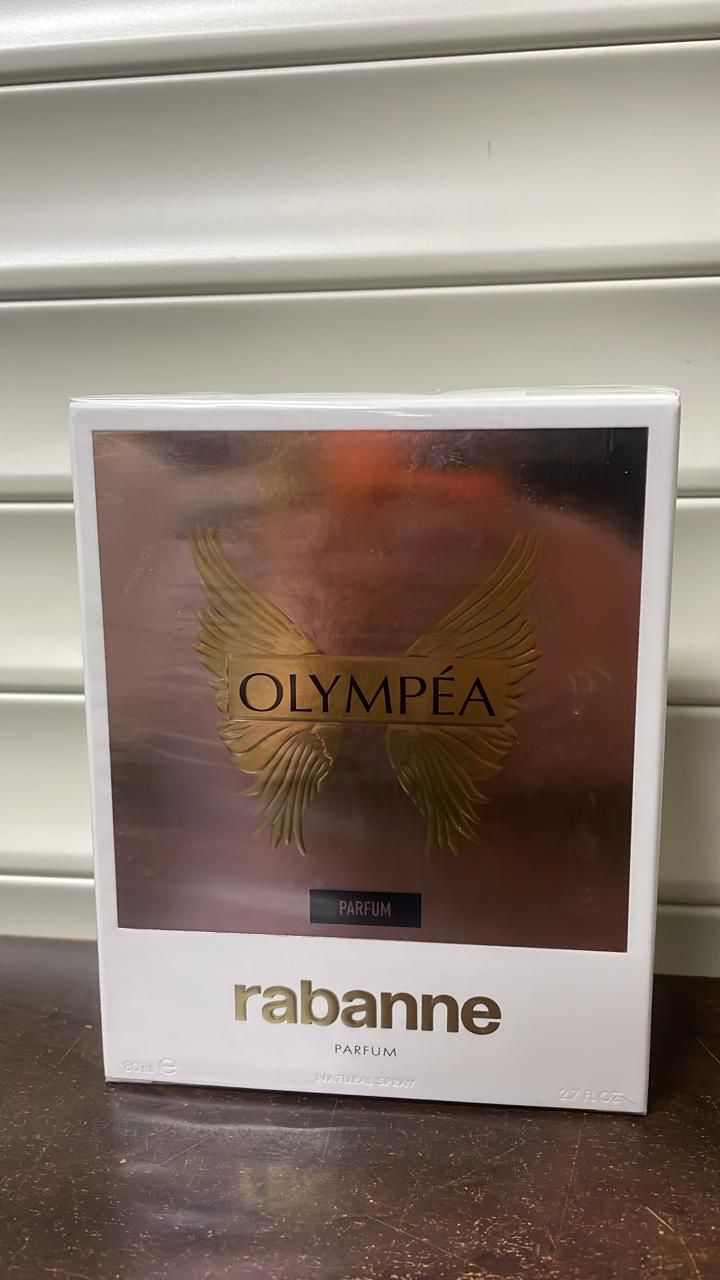 OLYMPÉA
PARFUM
rabanne
PARFUM
80 ml ℮
NATURAL SPRAY
2.7 FL.OZ